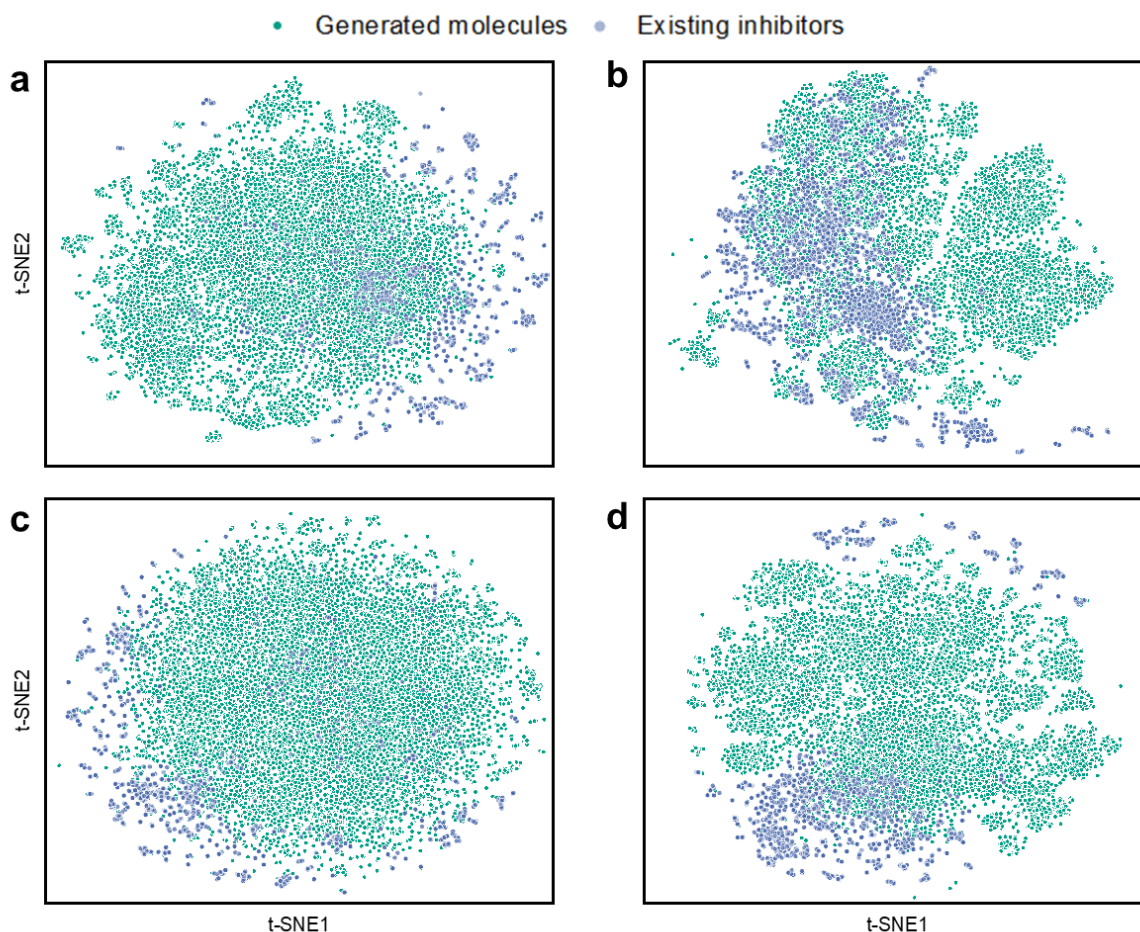 Generated molecules Existing inhibitors
a
b
t-SNE2
c
d
t-SNE2
t-SNE1
t-SNE1